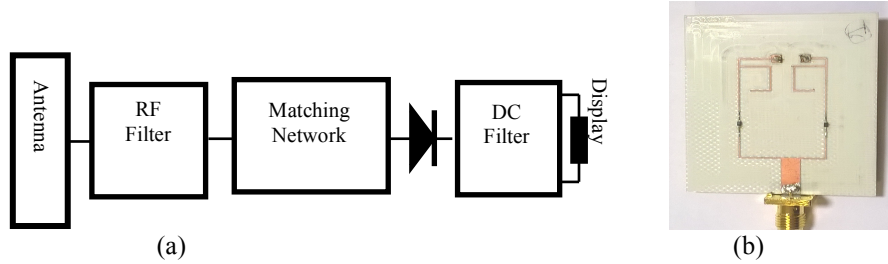 Antenna
RF
Filter
Matching
Network
DC
Filter
Display
(a)
(b)